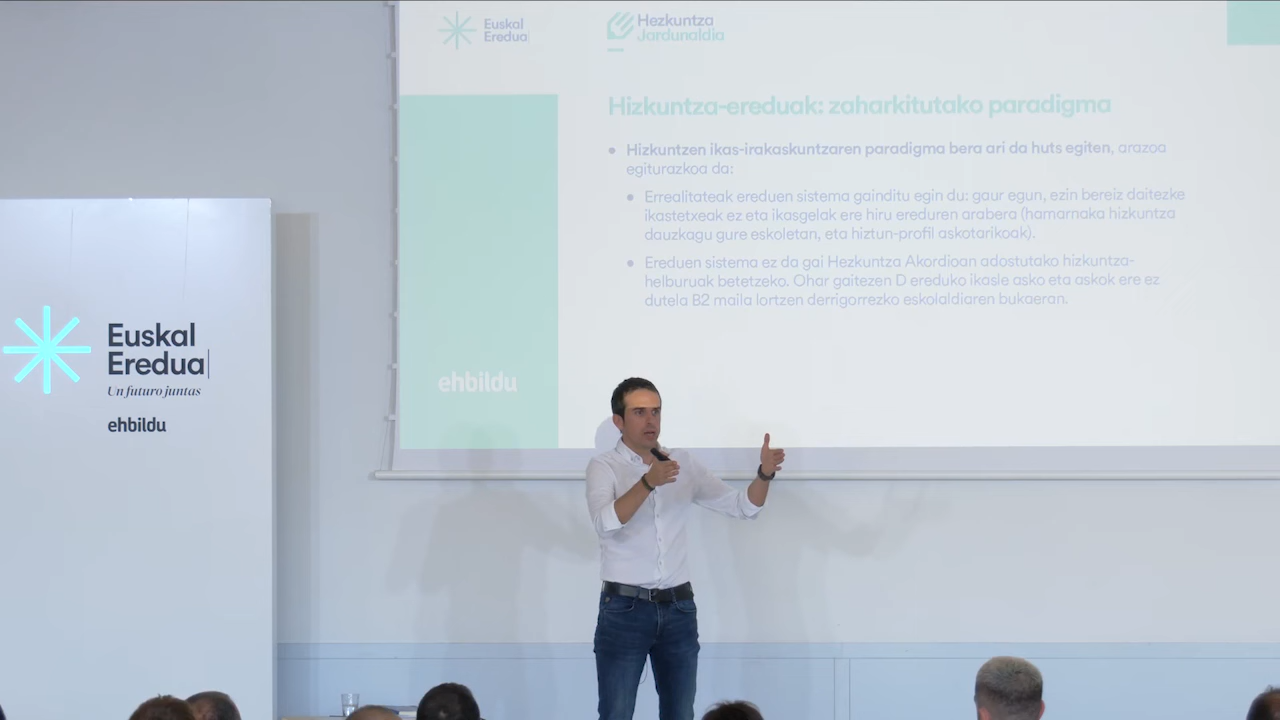 Euskal
Eredua
Hezkuntza
Jardunaldia
Hizkuntza-ereduak: zaharkitutako paradigma
• Hizkuntzen ikas-irakaskuntzaren paradigma bera ari da huts egiten, arazoa
egiturazkoa da:
• Errealitateak ereduen sistema gainditu egin du: gaur egun, ezin bereiz daitezke
ikastetxeak ez eta ikasgelak ere hiru ereduren arabera (hamarnaka hizkuntza
dauzkagu gure eskoletan, eta hiztun-profil askotarikoak).
• Ereduen sistema ez da gai Hezkuntza Akordioan adostutako hizkuntza-
helburuak betetzeko. Ohar gaitezen D ereduko ikasle asko eta askok ere ez
dutela B2 maila lortzen derrigorrezko eskolaldiaren bukaeran.
ehbildu
Euskal
Eredua
Un futuro juntas
ehbildu